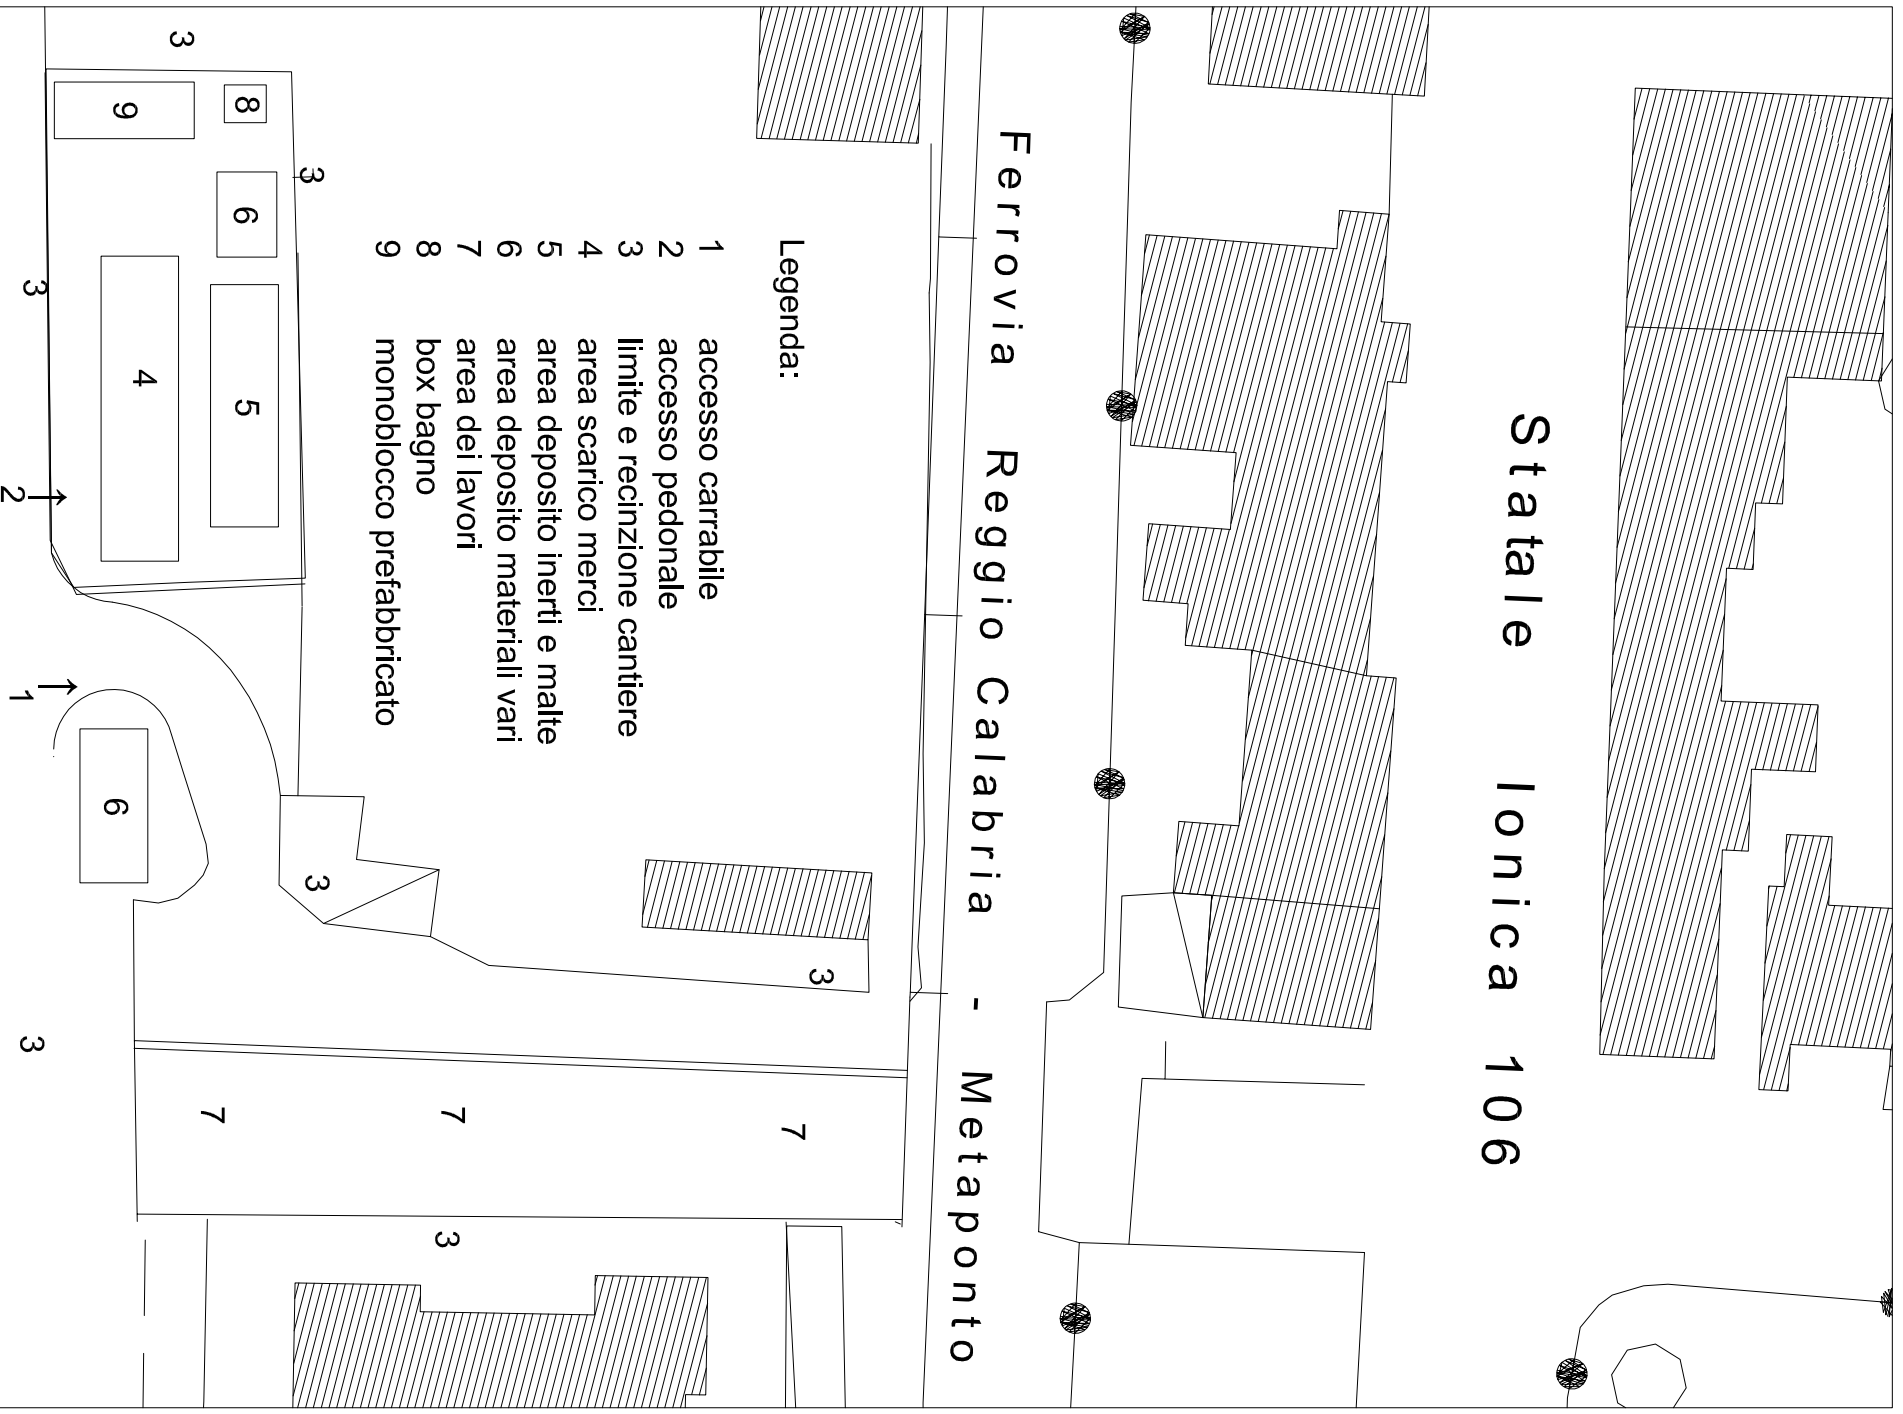 Statale Ionica 106
Ferrovia Reggio Calabria - Metaponto
Legenda:
1 accesso carrabile
2 accesso pedonale
3 limite e recinzione cantiere
4 area scarico merci
5 area deposito inerti e malte
6 area deposito materiali vari
7 area dei lavori
8 box bagno
9 monoblocco prefabbricato
3
7
3
3
7
3
8
6
5
7
3
9
4
6
3
3
2
1